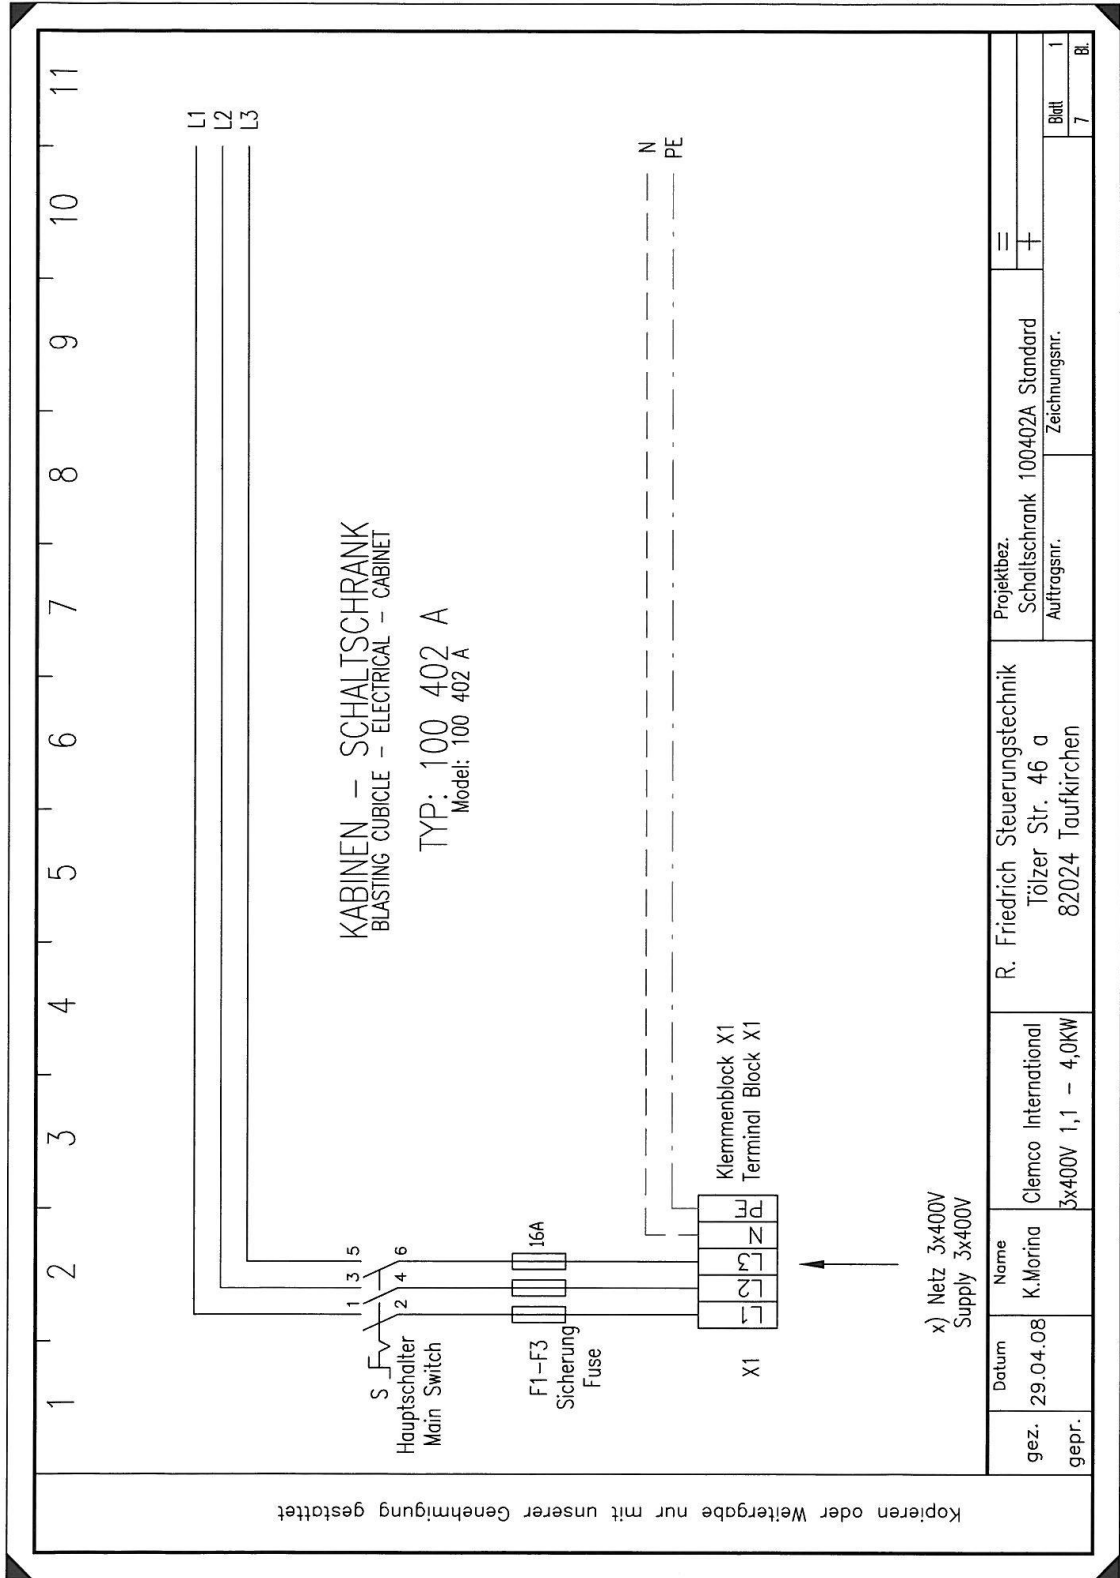 1 2 3 4 5 6 7 8 9 10 11
L1
L2
L3
KABINEN – SCHALTSCHRANK
BLASTING CUBICLE – ELECTRICAL – CABINET
TYP: 100 402 A
Model: 100 402 A
S
1 3 5
2 4 6
Hauptschalter
Main Switch
F1-F3
Sicherung
Fuse
16A
N
PE
X1
L1 L2 L3 N PE
Klemmenblock X1
Terminal Block X1
x) Netz 3x400V
Supply 3x400V
Kopieren oder Weitergabe nur mit unserer Genehmigung gestattet
Datum Name
gez. 29.04.08 K.Morina
gepr.
Clemco International
3x400V 1,1 – 4,0KW
R. Friedrich Steuerungstechnik
Tölzer Str. 46 a
82024 Taufkirchen
Projektbez.
Schaltschrank 100402A Standard
Auftragsnr.
Zeichnungsnr.
=
+
Blatt 1
7 Bl.